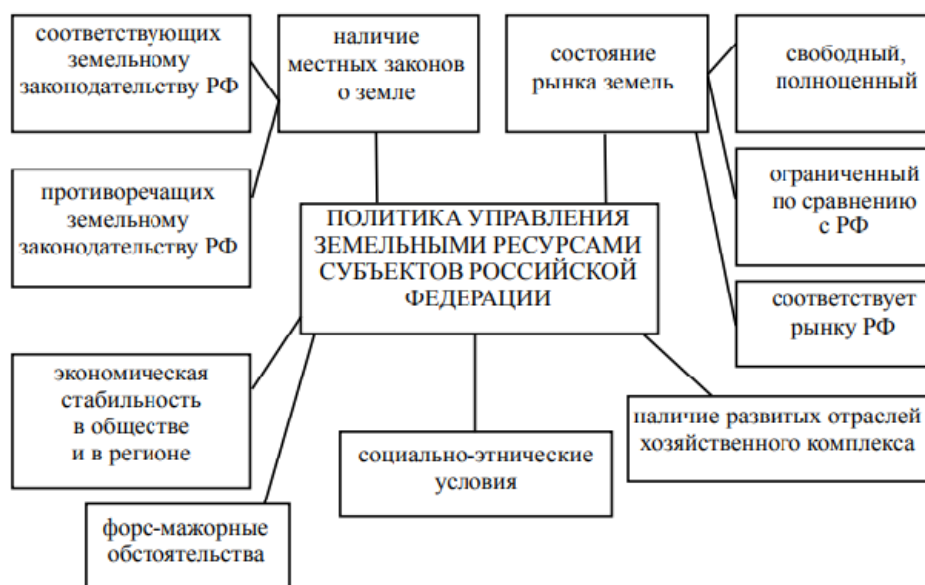 соответствующих
земельному
законодательству РФ
наличие
местных законов
о земле
состояние
рынка земель
свободный,
полноценный
противоречащих
земельному
законодательству РФ
ограниченный
по сравнению
с РФ
ПОЛИТИКА УПРАВЛЕНИЯ
ЗЕМЕЛЬНЫМИ РЕСУРСАМИ
СУБЪЕКТОВ РОССИЙСКОЙ
ФЕДЕРАЦИИ
соответствует
рынку РФ
экономическая
стабильность
в обществе
и в регионе
социально-этнические
условия
наличие развитых отраслей
хозяйственного комплекса
форс-мажорные
обстоятельства